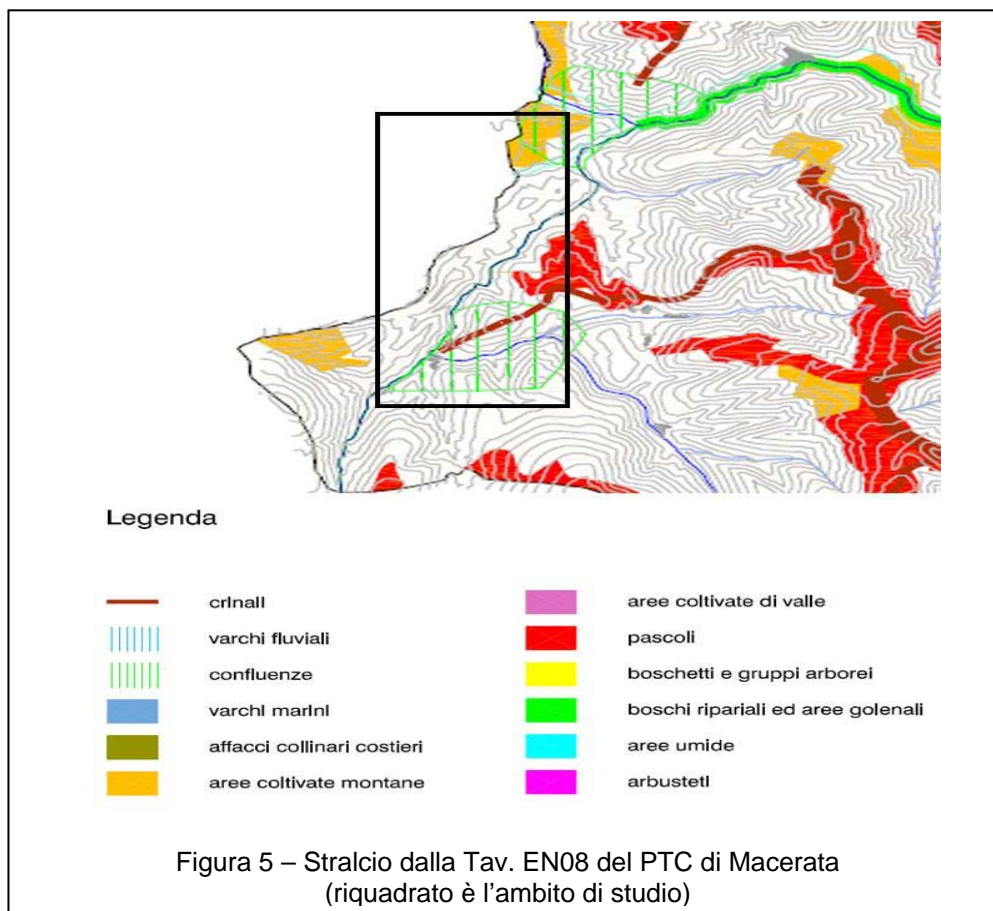 Legenda
crInalI
varchi fluviali
confluenze
varchI marInI
affacci collinari costieri
aree coltivate montane
aree coltivate di valle
pascoli
boschetti e gruppi arborei
boschi ripariali ed aree golenali
aree umide
arbustetI
Figura 5 – Stralcio dalla Tav. EN08 del PTC di Macerata
(riquadrato è l'ambito di studio)